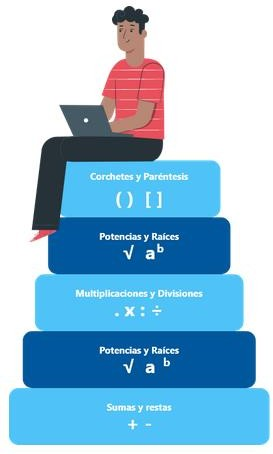 Corchetes y Paréntesis
( ) [ ]
Potencias y Raíces
√ aᵇ
Multiplicaciones y Divisiones
. x : ÷
Potencias y Raíces
√ a ᵇ
Sumas y restas
+ -